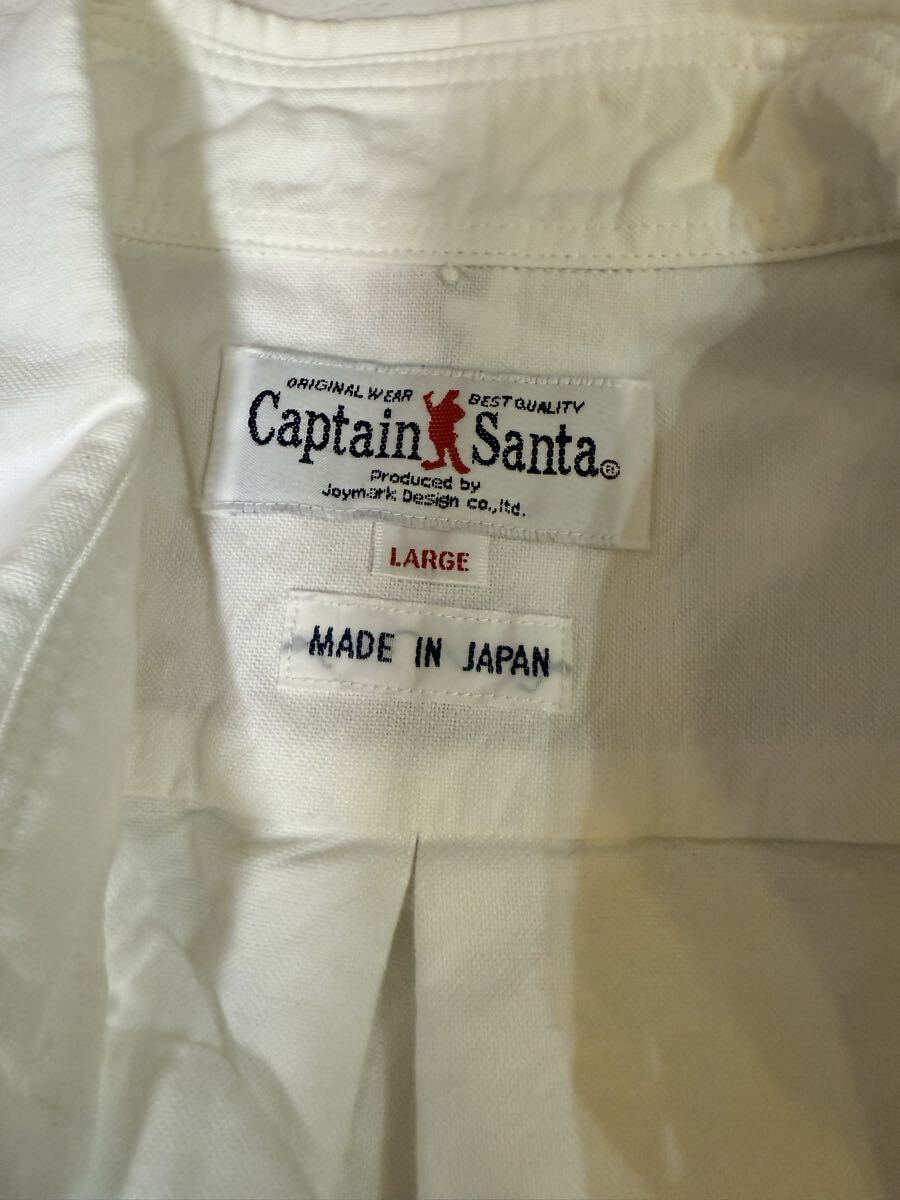 ORIGINAL WEAR BEST QUALITY
Captain Santa®
Produced by
Joymark Design co.,ltd.
LARGE
MADE IN JAPAN